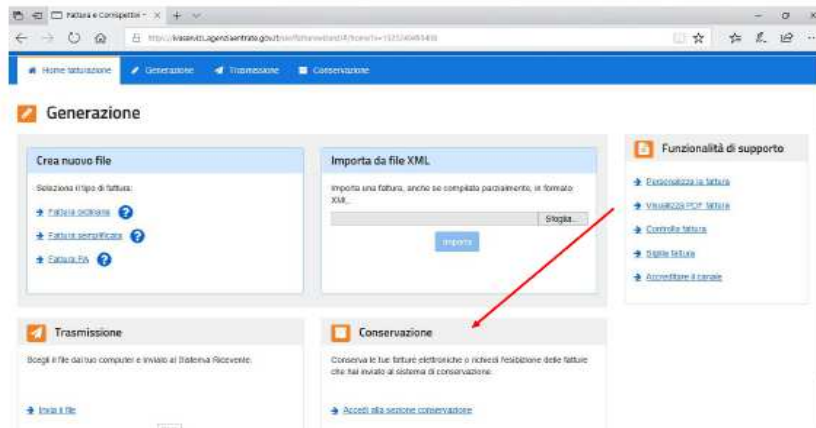 Fattura e Corrispettivi -
Home fatturazione
Generazione
Trasmissione
Conservazione
Generazione
Crea nuovo file
Seleziona il tipo di fattura:
Fattura ordinaria
Fattura semplificata
Fattura PA
Importa da file XML
Importa una fattura, anche se compilata parzialmente, in formato
XML.
Sfoglia...
Importa
Funzionalità di supporto
Personalizza la fattura
Visualizza PDF fattura
Controlla fattura
Sigilla fattura
Accreditare il canale
Trasmissione
Scegli il file dal tuo computer e invialo al Sistema Ricevente.
Invia il file
Conservazione
Conserva le tue fatture elettroniche o richiedi l'esibizione delle fatture
che hai inviato al sistema di conservazione.
Accedi alla sezione conservazione